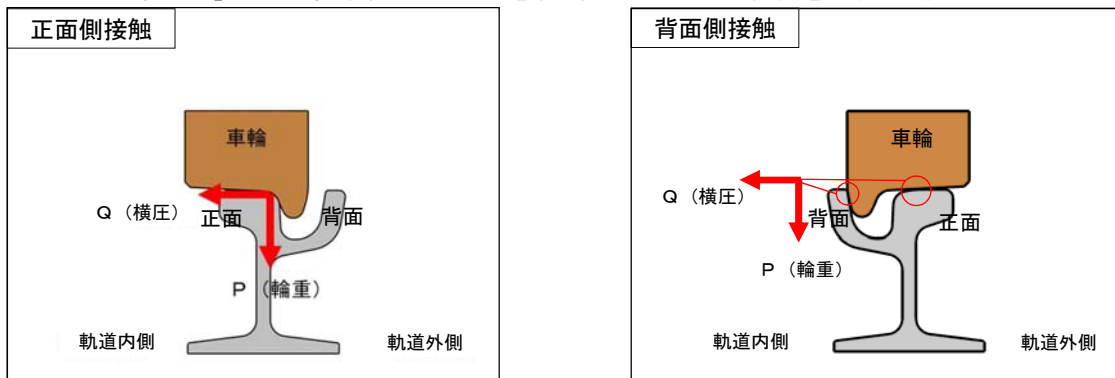 正面側接触
車輪
Q (横圧)
正面
背面
P (輪重)
軌道内側
軌道外側
背面側接触
車輪
Q (横圧)
背面
正面
P (輪重)
軌道内側
軌道外側